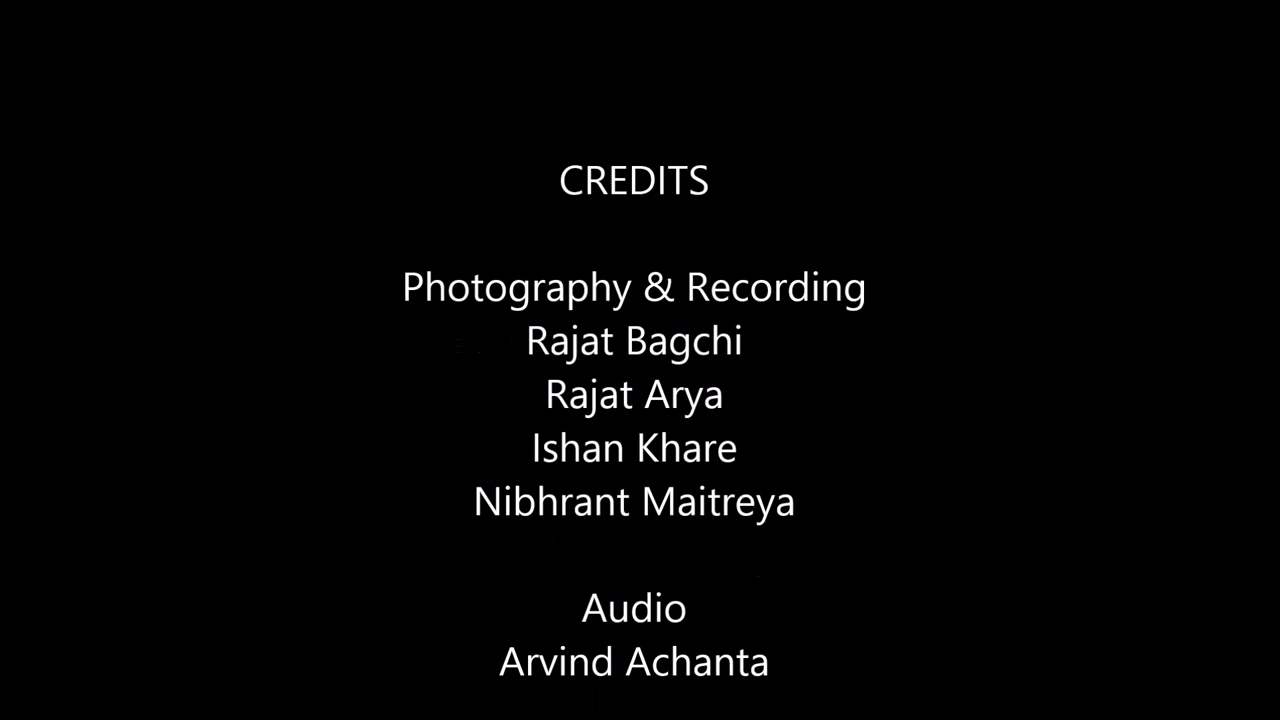 CREDITS
Photography & Recording
Rajat Bagchi
Rajat Arya
Ishan Khare
Nibhrant Maitreya
Audio
Arvind Achanta